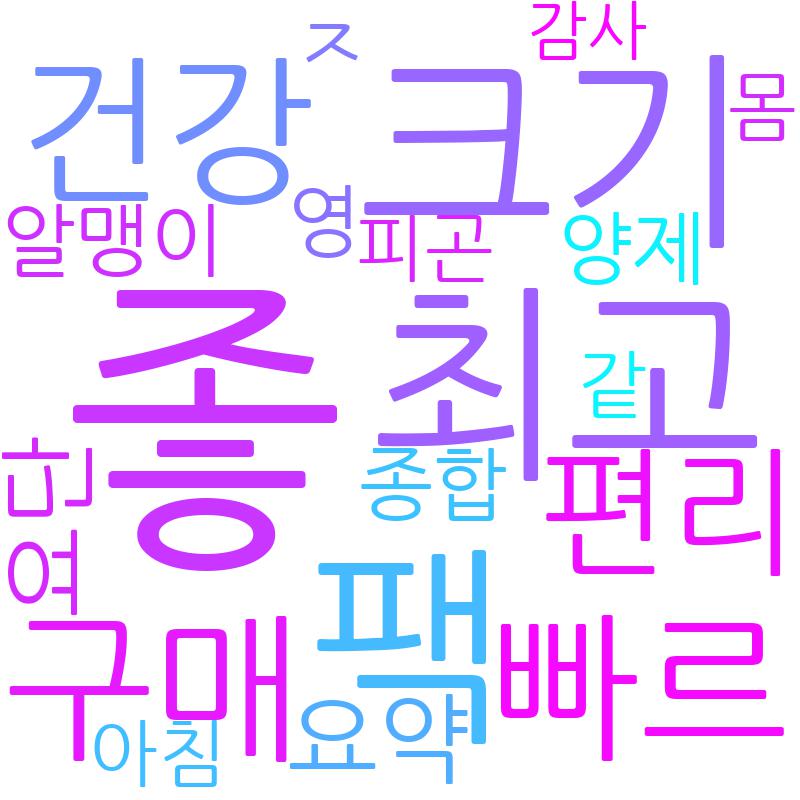 ㅈ
감사
건강
크기
몸
영
알맹이
피곤
양제
좋
최고
같
단
종합
편리
여
팩
구매
빠르
요약
아침